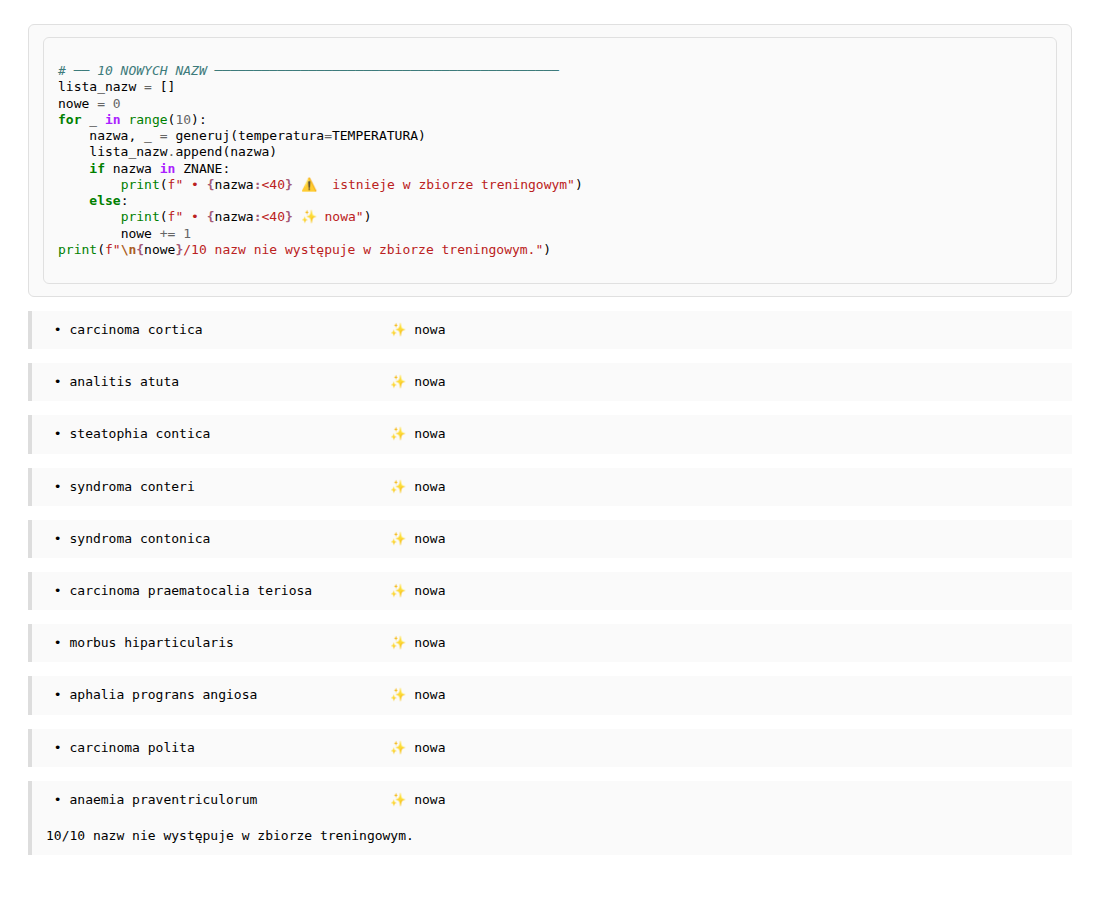 # ── 10 NOWYCH NAZW ────────────────────────────────────────────
lista_nazw = []
nowe = 0
for _ in range(10):
    nazwa, _ = generuj(temperatura=TEMPERATURA)
    lista_nazw.append(nazwa)
    if nazwa in ZNANE:
        print(f" • {nazwa:<40} ⚠️  istnieje w zbiorze treningowym")
    else:
        print(f" • {nazwa:<40} ✨ nowa")
        nowe += 1
print(f"\n{nowe}/10 nazw nie występuje w zbiorze treningowym.")
• carcinoma cortica ✨ nowa
• analitis atuta ✨ nowa
• steatophia contica ✨ nowa
• syndroma conteri ✨ nowa
• syndroma contonica ✨ nowa
• carcinoma praematocalia teriosa ✨ nowa
• morbus hiparticularis ✨ nowa
• aphalia prograns angiosa ✨ nowa
• carcinoma polita ✨ nowa
• anaemia praventriculorum ✨ nowa
10/10 nazw nie występuje w zbiorze treningowym.